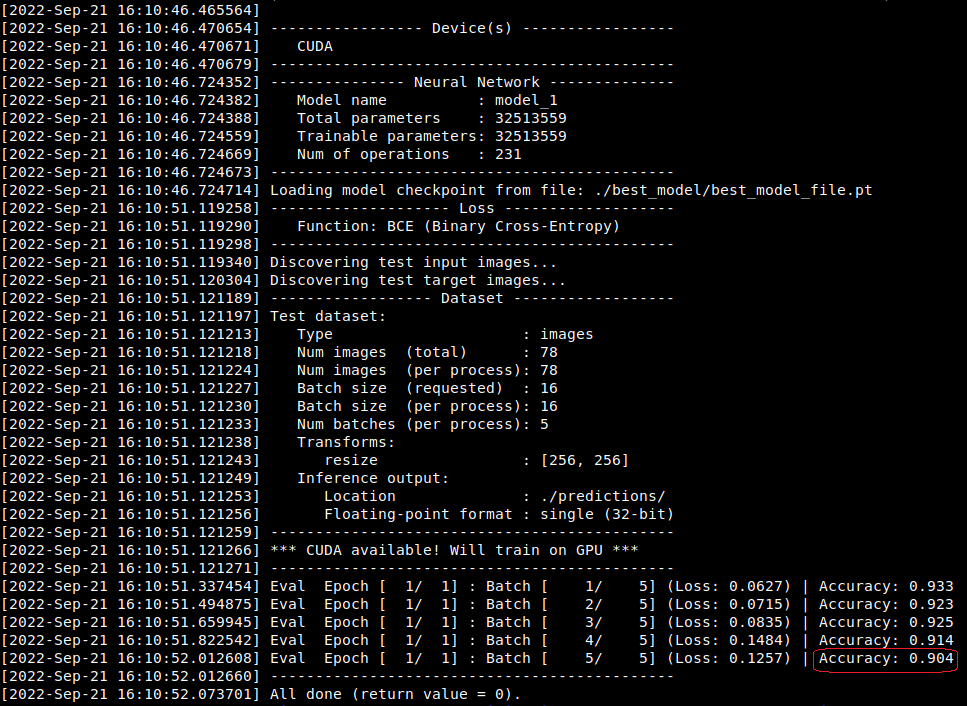 [2022-Sep-21 16:10:46.465564]
[2022-Sep-21 16:10:46.470654] ----------------- Device(s) -----------------
[2022-Sep-21 16:10:46.470671]    CUDA
[2022-Sep-21 16:10:46.470679] ---------------------------------------------
[2022-Sep-21 16:10:46.724352] --------------- Neural Network --------------
[2022-Sep-21 16:10:46.724382]    Model name          : model_1
[2022-Sep-21 16:10:46.724388]    Total parameters    : 32513559
[2022-Sep-21 16:10:46.724559]    Trainable parameters: 32513559
[2022-Sep-21 16:10:46.724669]    Num of operations   : 231
[2022-Sep-21 16:10:46.724673] ---------------------------------------------
[2022-Sep-21 16:10:46.724714] Loading model checkpoint from file: ./best_model/best_model_file.pt
[2022-Sep-21 16:10:51.119258] -------------------- Loss -------------------
[2022-Sep-21 16:10:51.119290]    Function: BCE (Binary Cross-Entropy)
[2022-Sep-21 16:10:51.119298] ---------------------------------------------
[2022-Sep-21 16:10:51.119340] Discovering test input images...
[2022-Sep-21 16:10:51.120304] Discovering test target images...
[2022-Sep-21 16:10:51.121189] ------------------ Dataset ------------------
[2022-Sep-21 16:10:51.121197] Test dataset:
[2022-Sep-21 16:10:51.121213]    Type                     : images
[2022-Sep-21 16:10:51.121218]    Num images  (total)      : 78
[2022-Sep-21 16:10:51.121224]    Num images  (per process): 78
[2022-Sep-21 16:10:51.121227]    Batch size  (requested)  : 16
[2022-Sep-21 16:10:51.121230]    Batch size  (per process): 16
[2022-Sep-21 16:10:51.121233]    Num batches (per process): 5
[2022-Sep-21 16:10:51.121238]    Transforms:
[2022-Sep-21 16:10:51.121243]       resize                : [256, 256]
[2022-Sep-21 16:10:51.121249]    Inference output:
[2022-Sep-21 16:10:51.121253]       Location              : ./predictions/
[2022-Sep-21 16:10:51.121256]       Floating-point format : single (32-bit)
[2022-Sep-21 16:10:51.121259] ---------------------------------------------
[2022-Sep-21 16:10:51.121266] *** CUDA available! Will train on GPU ***
[2022-Sep-21 16:10:51.121271] ---------------------------------------------
[2022-Sep-21 16:10:51.337454] Eval  Epoch [  1/  1] : Batch [    1/    5] (Loss: 0.0627) | Accuracy: 0.933
[2022-Sep-21 16:10:51.494875] Eval  Epoch [  1/  1] : Batch [    2/    5] (Loss: 0.0715) | Accuracy: 0.923
[2022-Sep-21 16:10:51.659945] Eval  Epoch [  1/  1] : Batch [    3/    5] (Loss: 0.0835) | Accuracy: 0.925
[2022-Sep-21 16:10:51.822542] Eval  Epoch [  1/  1] : Batch [    4/    5] (Loss: 0.1484) | Accuracy: 0.914
[2022-Sep-21 16:10:52.012608] Eval  Epoch [  1/  1] : Batch [    5/    5] (Loss: 0.1257) | Accuracy: 0.904
[2022-Sep-21 16:10:52.012660] ---------------------------------------------
[2022-Sep-21 16:10:52.073701] All done (return value = 0).